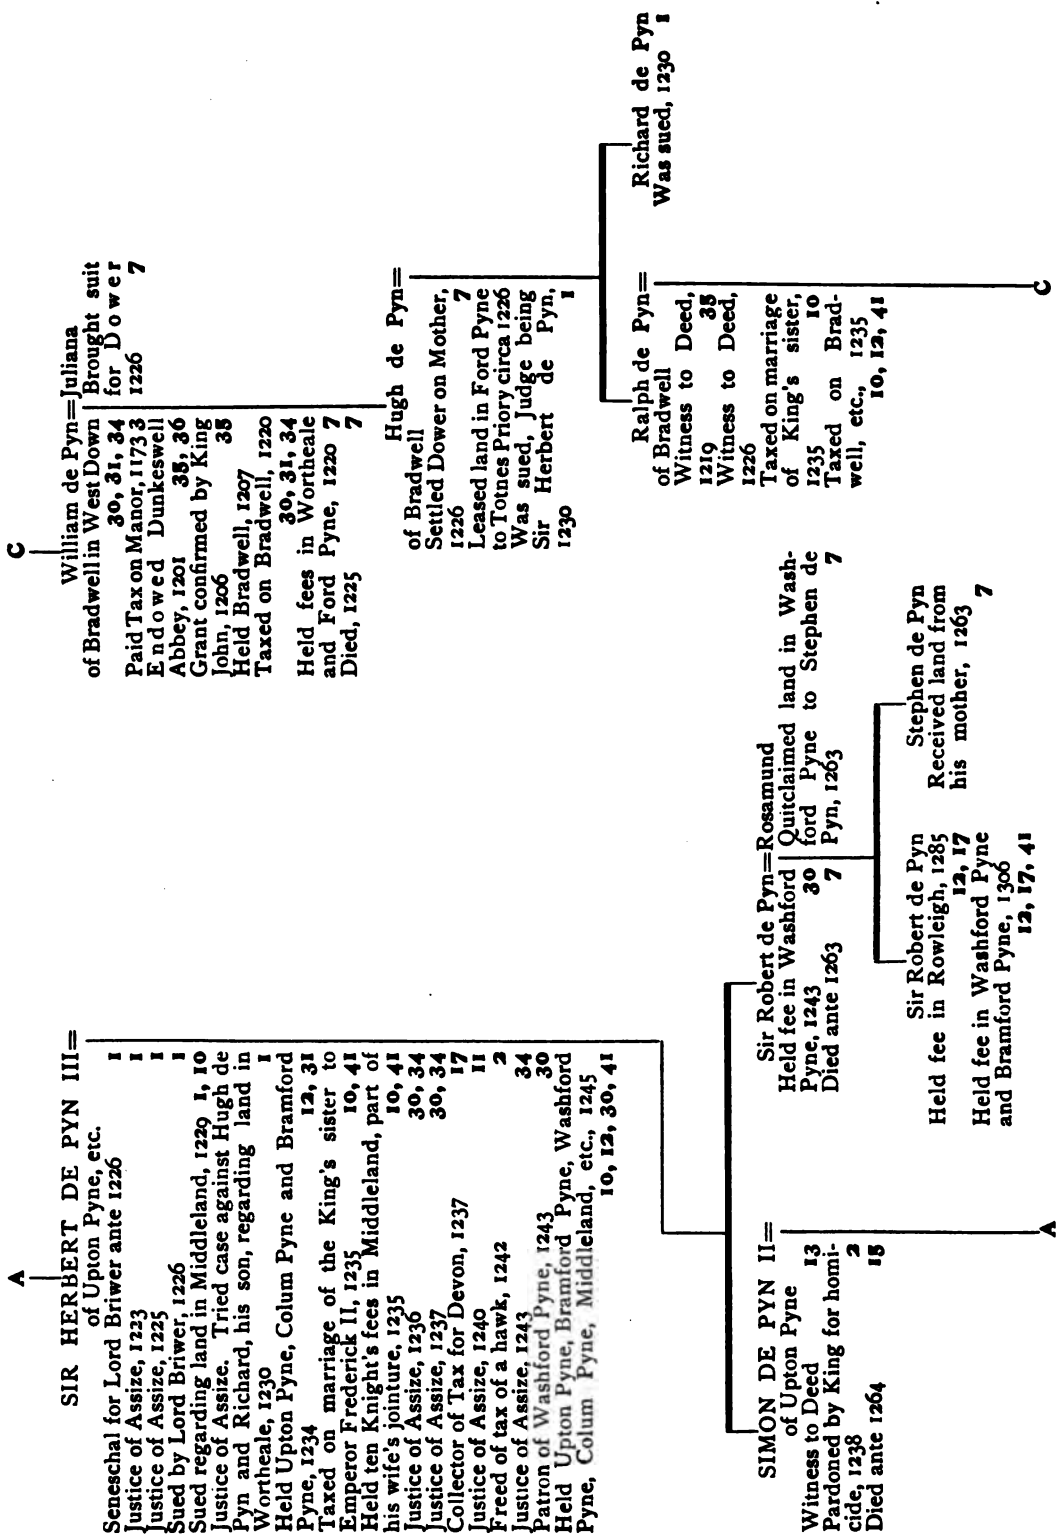 A
SIR HERBERT DE PYN III=
of Upton Pyne, etc.
Seneschal for Lord Briwer ante 1226 1
Justice of Assize, 1223 1
Justice of Assize, 1225 1
Sued by Lord Briwer, 1226 1
Sued regarding land in Middleland, 1229 1, 10
Justice of Assize. Tried case against Hugh de
Pyn and Richard, his son, regarding land in
Wortheale, 1230 1
Held Upton Pyne, Colum Pyne and Bramford
Pyne, 1234 12, 31
Taxed on marriage of the King's sister to
Emperor Frederick II, 1235 10, 41
Held ten Knight's fees in Middleland, part of
his wife's jointure, 1235 10, 41
Justice of Assize, 1236 30, 34
Justice of Assize, 1237 30, 34
Collector of Tax for Devon, 1237 17
Justice of Assize, 1240 11
Freed of tax of a hawk, 1242 2
Justice of Assize, 1243 34
Patron of Washford Pyne, 1243 30
Held Upton Pyne, Bramford Pyne, Washford
Pyne, Colum Pyne, Middleland, etc., 1245
10, 12, 30, 41
SIMON DE PYN II=
of Upton Pyne
Witness to Deed 13
Pardoned by King for homi-
cide, 1238 2
Died ante 1264 15
A
Sir Robert de Pyn=Rosamund
Held fee in Washford
Pyne, 1243 30
Died ante 1263 7
Quitclaimed land in Wash-
ford Pyne to Stephen de
Pyn, 1263 7
Sir Robert de Pyn
Held fee in Rowleigh, 1285
12, 17
Held fee in Washford Pyne
and Bramford Pyne, 1306
12, 17, 41
Stephen de Pyn
Received land from
his mother, 1263 7
C
William de Pyn=Juliana
of Bradwell in West Down
30, 31, 34
Paid Tax on Manor, 1173 3
Endowed Dunkeswell
Abbey, 1201 35, 36
Grant confirmed by King
John, 1206 35
Held Bradwell, 1207
Taxed on Bradwell, 1220
30, 31, 34
Held fees in Wortheale
and Ford Pyne, 1220 7
Died, 1225 7
Brought suit
for Dower
1226 7
Hugh de Pyn=
of Bradwell
Settled Dower on Mother,
1226 7
Leased land in Ford Pyne
to Totnes Priory circa 1226
Was sued, Judge being
Sir Herbert de Pyn,
1230 1
Ralph de Pyn=
of Bradwell
Witness to Deed,
1219 35
Witness to Deed,
1226
Taxed on marriage
of King's sister,
1235 10
Taxed on Brad-
well, etc., 1235
10, 12, 41
C
Richard de Pyn
Was sued, 1230 1